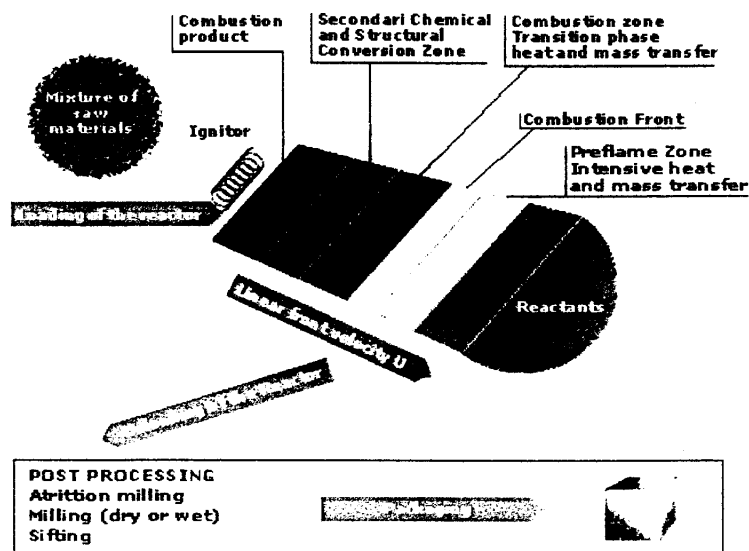 Combustion
product
Secondari Chemical
and Structural
Conversion Zone
Combustion zone
Transition phase
heat and mass transfer
Mixture of
raw
materials
Ignitor
Combustion Front
Preflame Zone
Intensive heat
and mass transfer
Loading of the reactor
Linear front velocity U
Reactants
POST PROCESSING
Atrittion milling
Milling (dry or wet)
Sifting